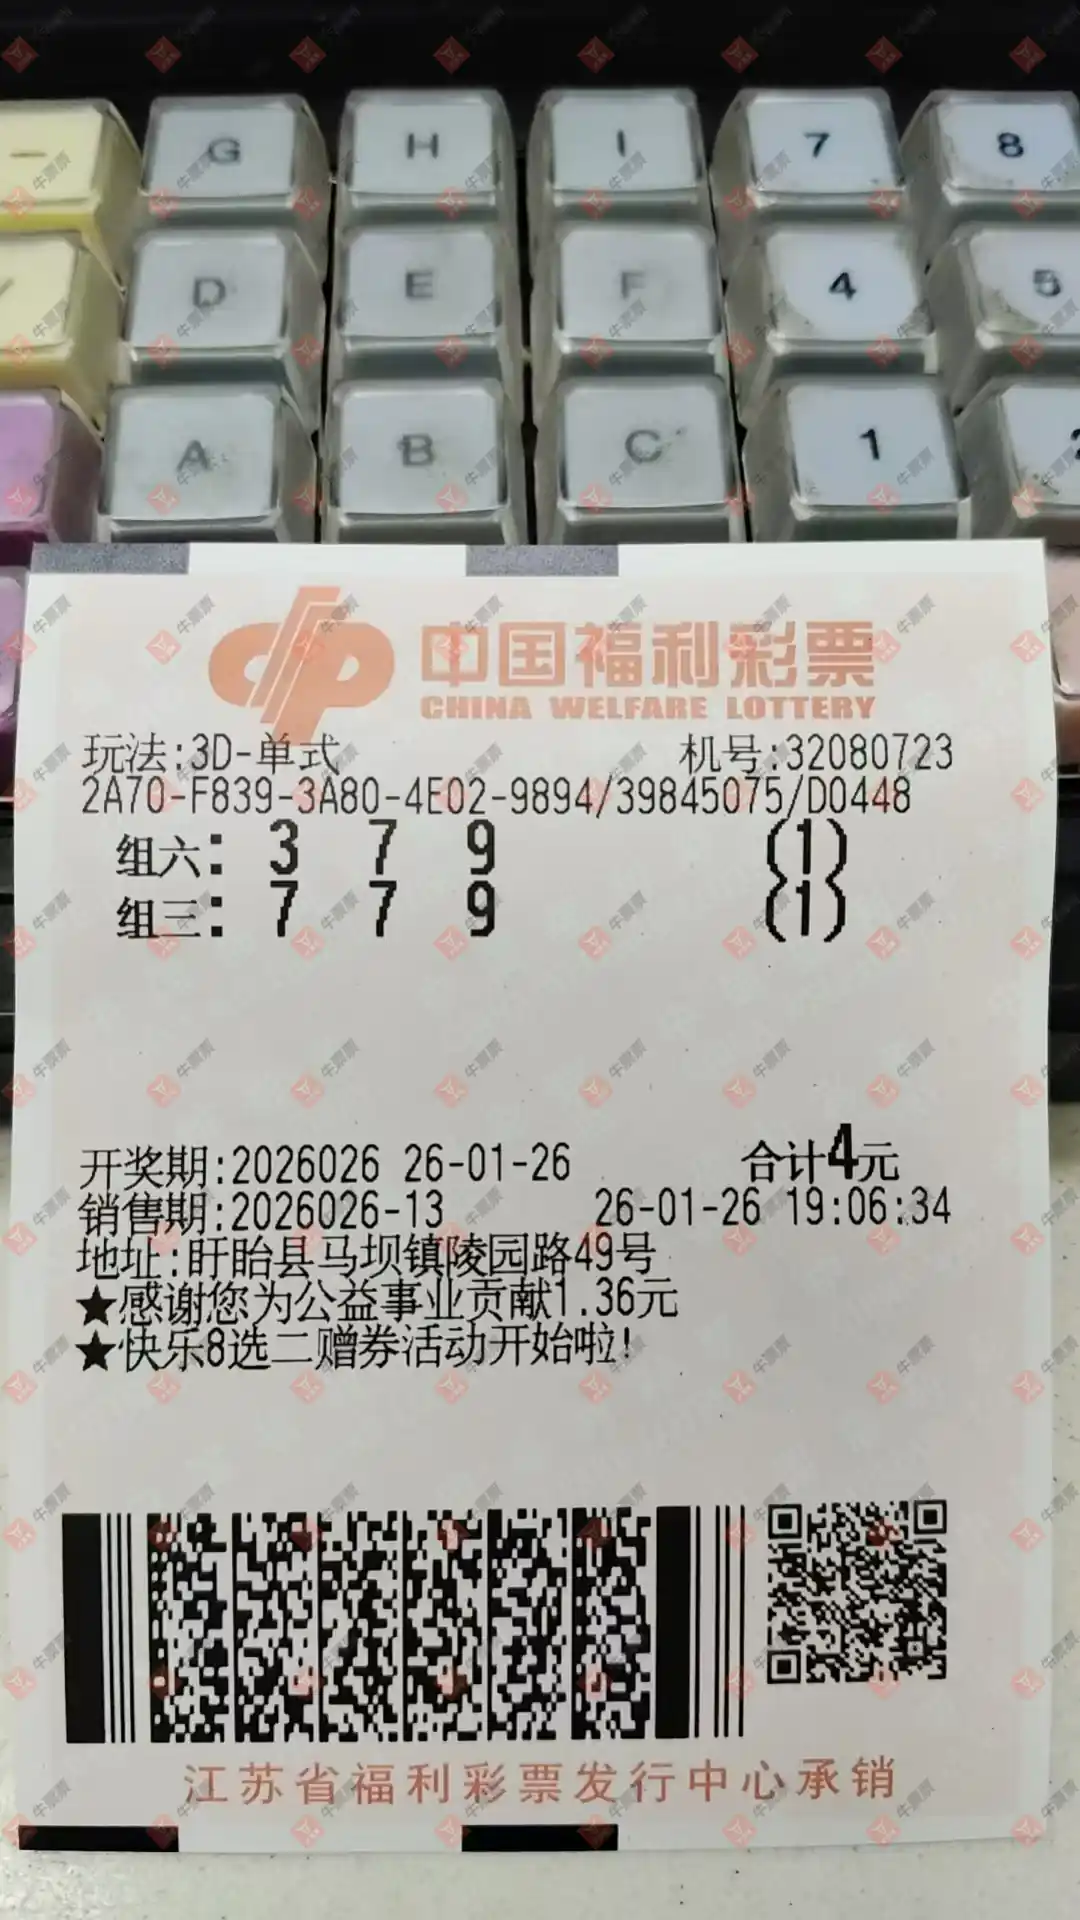 — G H I 7 8
D E F 4 5
A B C 1 2
中国福利彩票
CHINA WELFARE LOTTERY
玩法:3D-单式 机号:32080723
2A70-F839-3A80-4E02-9894/39845075/D0448
组六: 3 7 9 (1)
组三: 7 7 9 (1)
开奖期:2026026 26-01-26 合计4元
销售期:2026026-13 26-01-26 19:06:34
地址:盱眙县马坝镇陵园路49号
★感谢您为公益事业贡献1.36元
★快乐8选二赠券活动开始啦!
江苏省福利彩票发行中心承销
牛票票